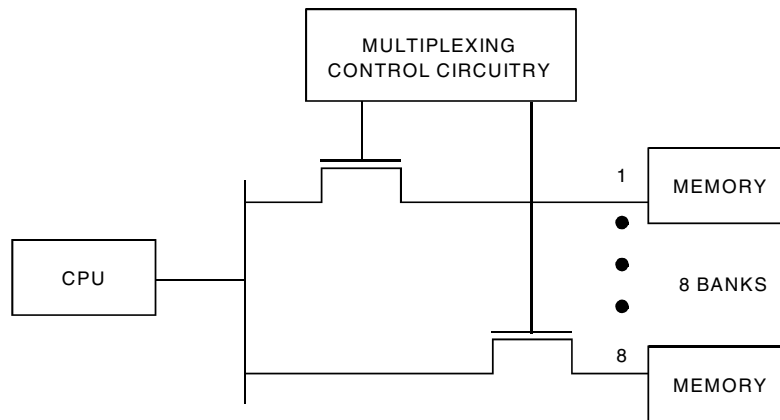 MULTIPLEXING
CONTROL CIRCUITRY
1
MEMORY
CPU
8 BANKS
8
MEMORY